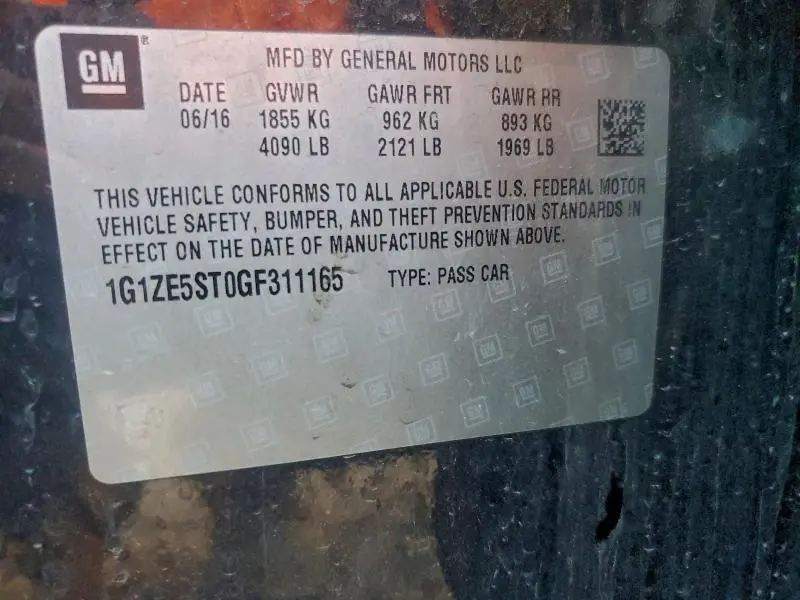 GM®
MFD BY GENERAL MOTORS LLC
DATE GVWR GAWR FRT GAWR RR
06/16 1855 KG 962 KG 893 KG
4090 LB 2121 LB 1969 LB
THIS VEHICLE CONFORMS TO ALL APPLICABLE U.S. FEDERAL MOTOR
VEHICLE SAFETY, BUMPER, AND THEFT PREVENTION STANDARDS IN
EFFECT ON THE DATE OF MANUFACTURE SHOWN ABOVE.
1G1ZE5ST0GF311165 TYPE: PASS CAR